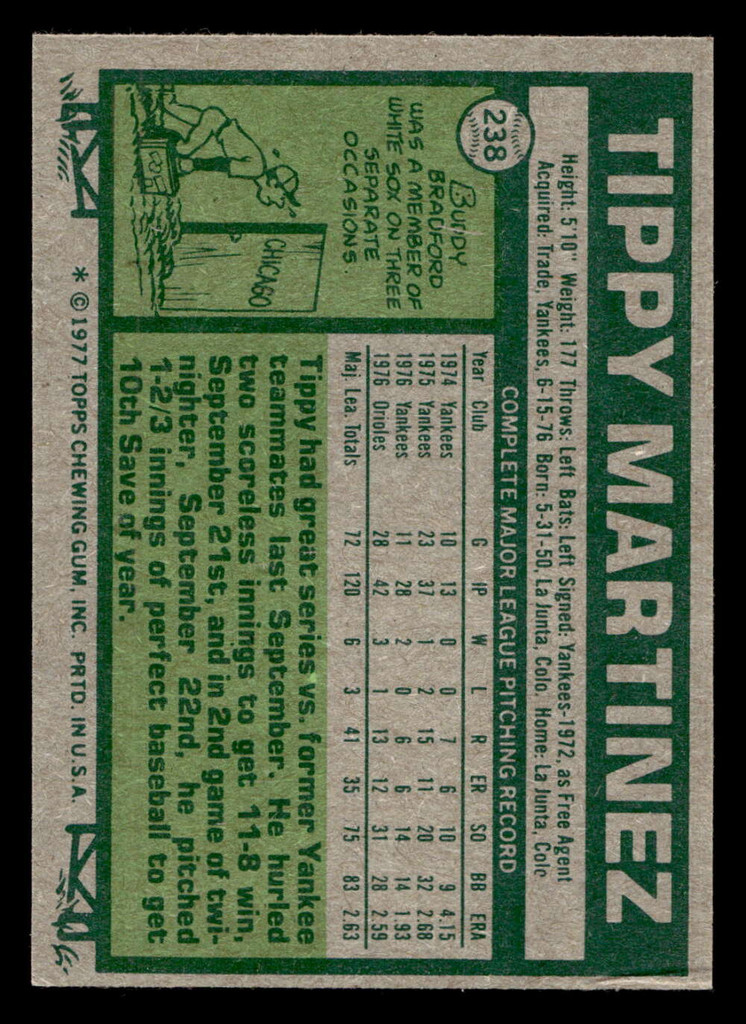 238
TIPPY MARTINEZ
Height: 5'10" Weight: 177 Throws: Left Bats: Left Signed: Yankees-1972, as Free Agent
Acquired: Trade, Yankees, 6-15-76 Born: 5-31-50, La Junta, Colo. Home: La Junta, Colo
COMPLETE MAJOR LEAGUE PITCHING RECORD
Year Club G IP W L R ER SO BB ERA
1974 Yankees 10 13 0 0 7 6 10 9 4.15
1975 Yankees 23 37 1 2 15 11 20 32 2.68
1976 Yankees 11 28 2 0 6 6 14 14 1.93
1976 Orioles 28 42 3 1 13 12 31 28 2.59
Maj. Lea. Totals 72 120 6 3 41 35 75 83 2.63
BUDDY
BRADFORD
WAS A MEMBER OF
WHITE SOX ON THREE
SEPARATE
OCCASIONS.
CHICAGO
Tippy had great series vs. former Yankee
teammates last September. He hurled
two scoreless innings to get 11-8 win,
September 21st, and in 2nd game of twi-
nighter, September 22nd, he pitched
1-2/3 innings of perfect baseball to get
10th Save of year.
* © 1977 TOPPS CHEWING GUM, INC. PRTD. IN U.S.A.